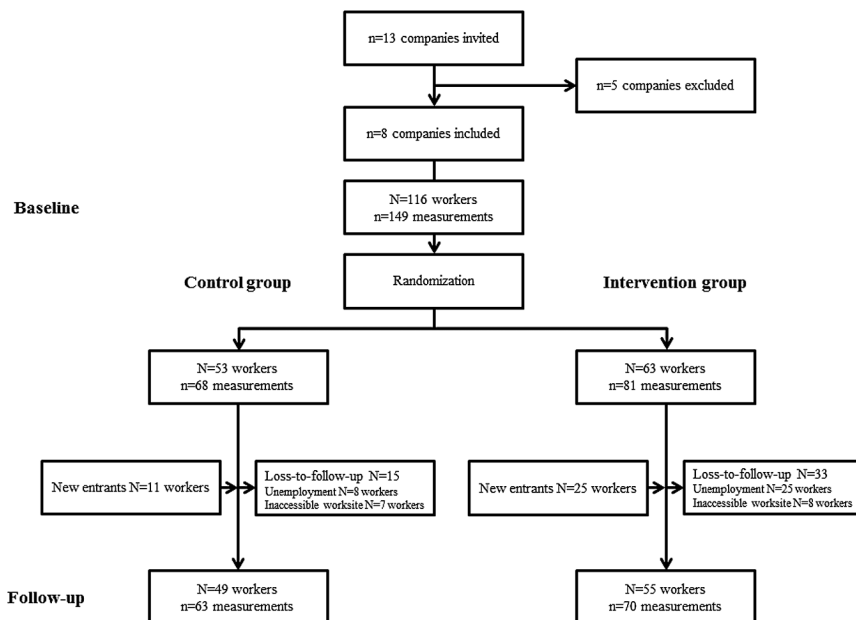 n=13 companies invited
n=5 companies excluded
n=8 companies included
Baseline
N=116 workers
n=149 measurements
Control group
Randomization
Intervention group
N=53 workers
n=68 measurements
N=63 workers
n=81 measurements
New entrants N=11 workers
Loss-to-follow-up N=15
Unemployment N=8 workers
Inaccessible worksite N=7 workers
New entrants N=25 workers
Loss-to-follow-up N=33
Unemployment N=25 workers
Inaccessible worksite N=8 workers
Follow-up
N=49 workers
n=63 measurements
N=55 workers
n=70 measurements